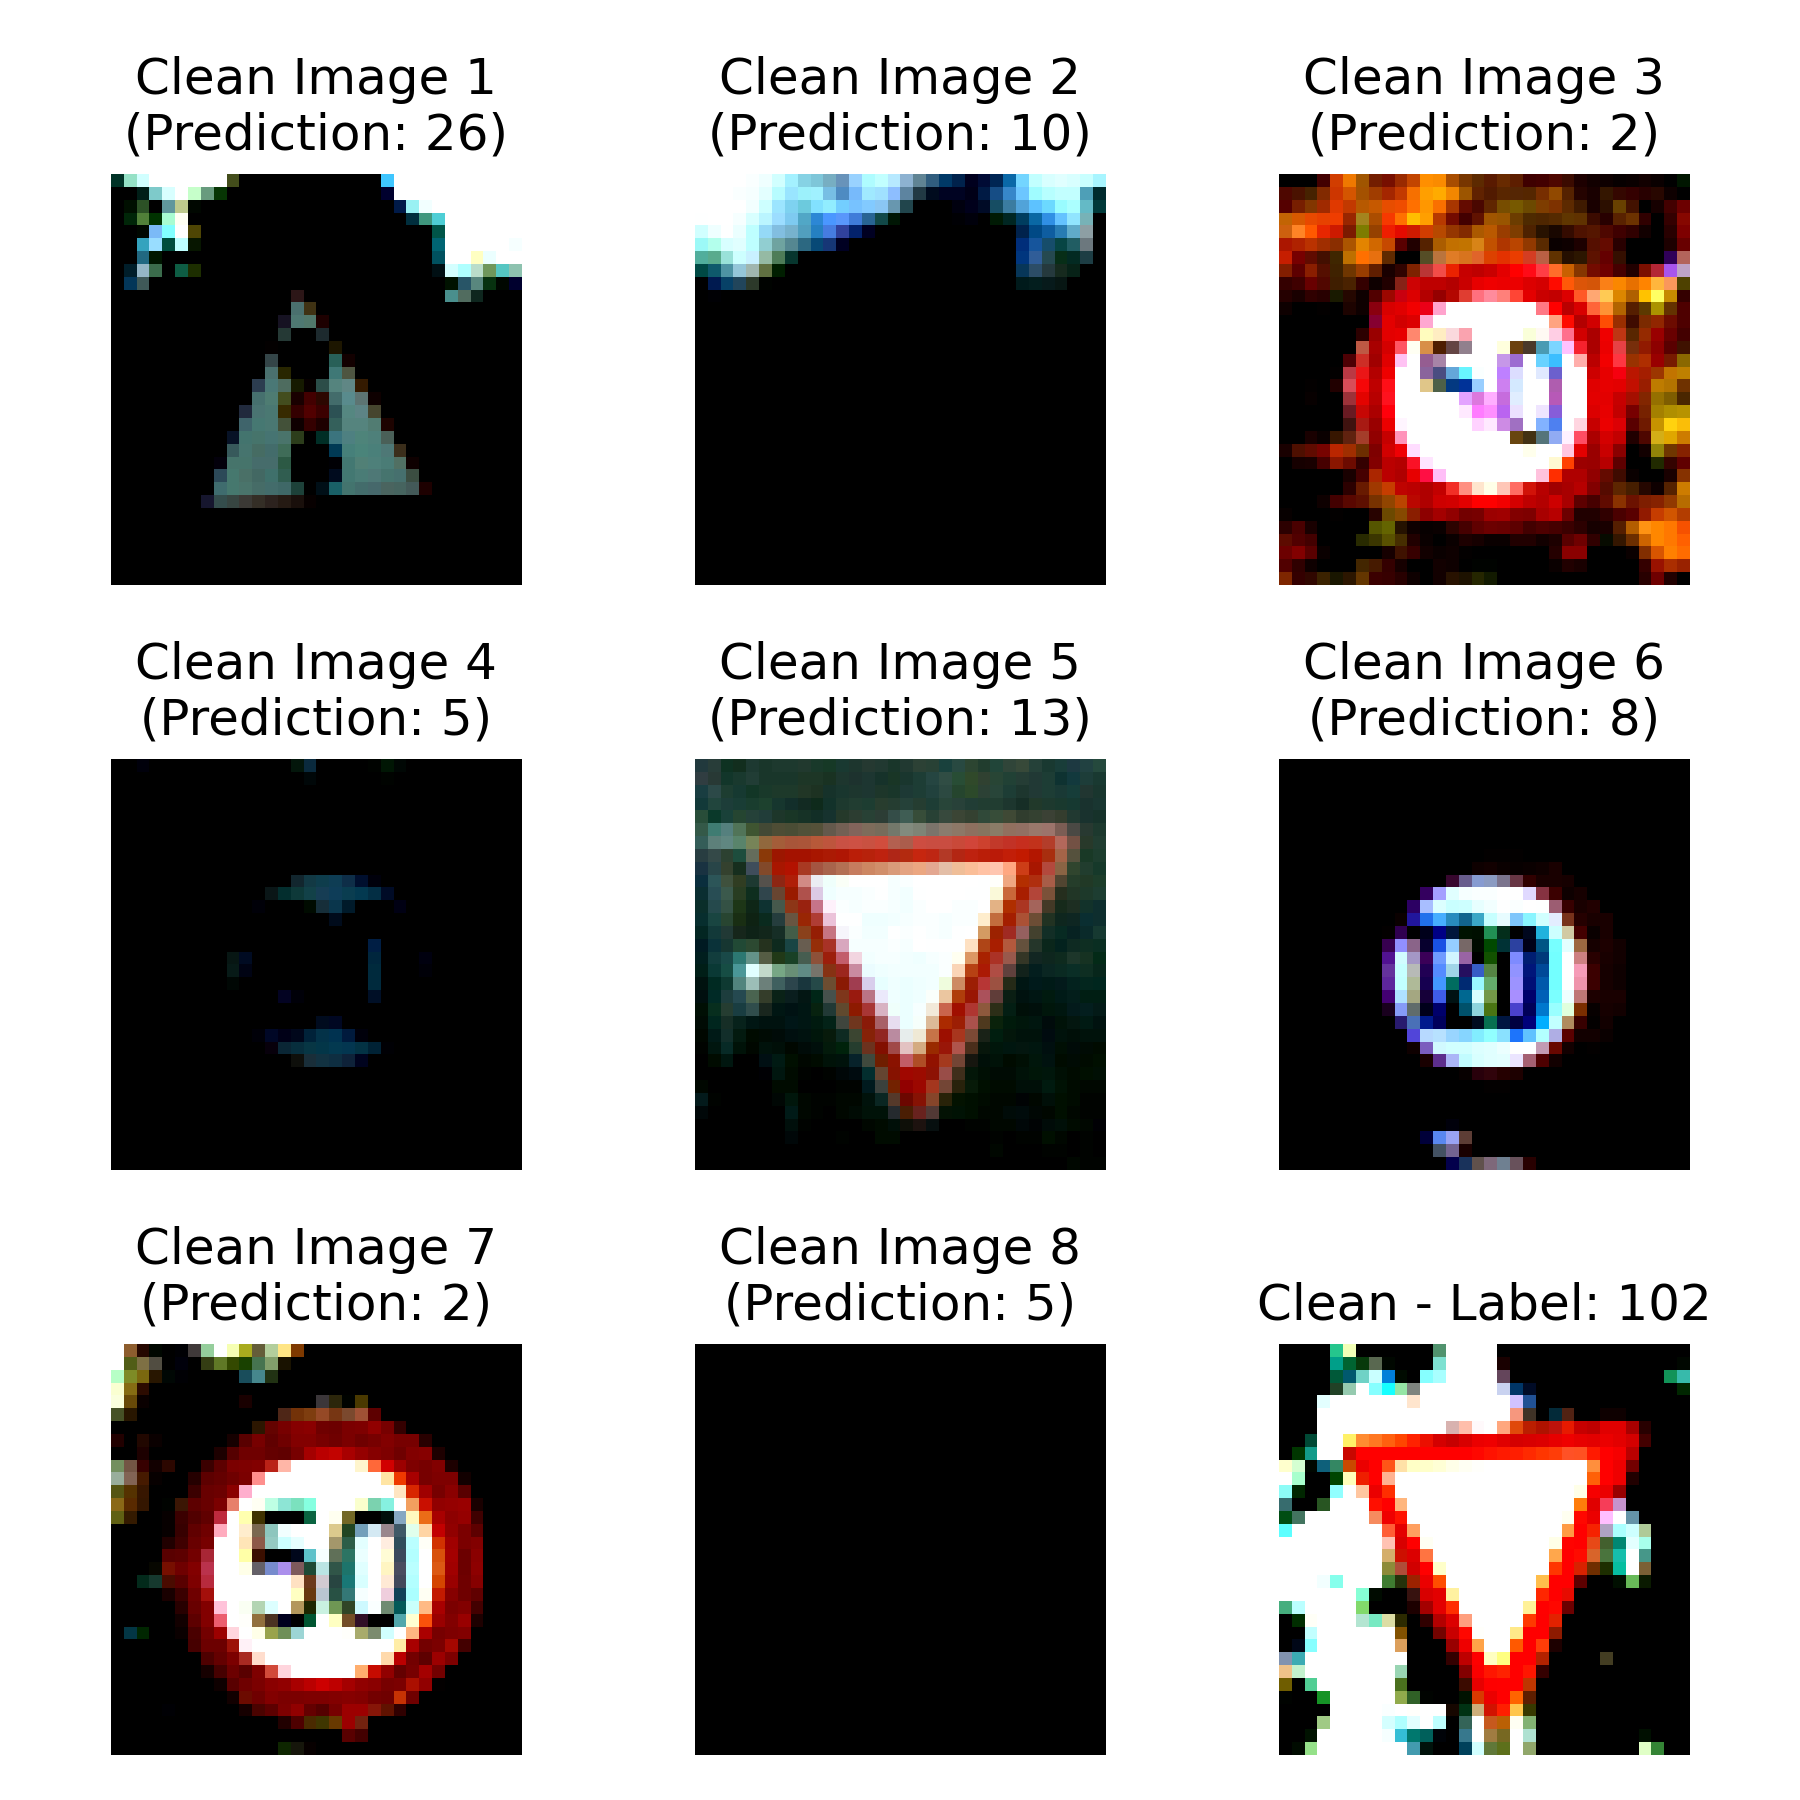 Clean Image 1
(Prediction: 26)
Clean Image 2
(Prediction: 10)
Clean Image 3
(Prediction: 2)
50
Clean Image 4
(Prediction: 5)
Clean Image 5
(Prediction: 13)
Clean Image 6
(Prediction: 8)
120
Clean Image 7
(Prediction: 2)
50
Clean Image 8
(Prediction: 5)
Clean - Label: 102